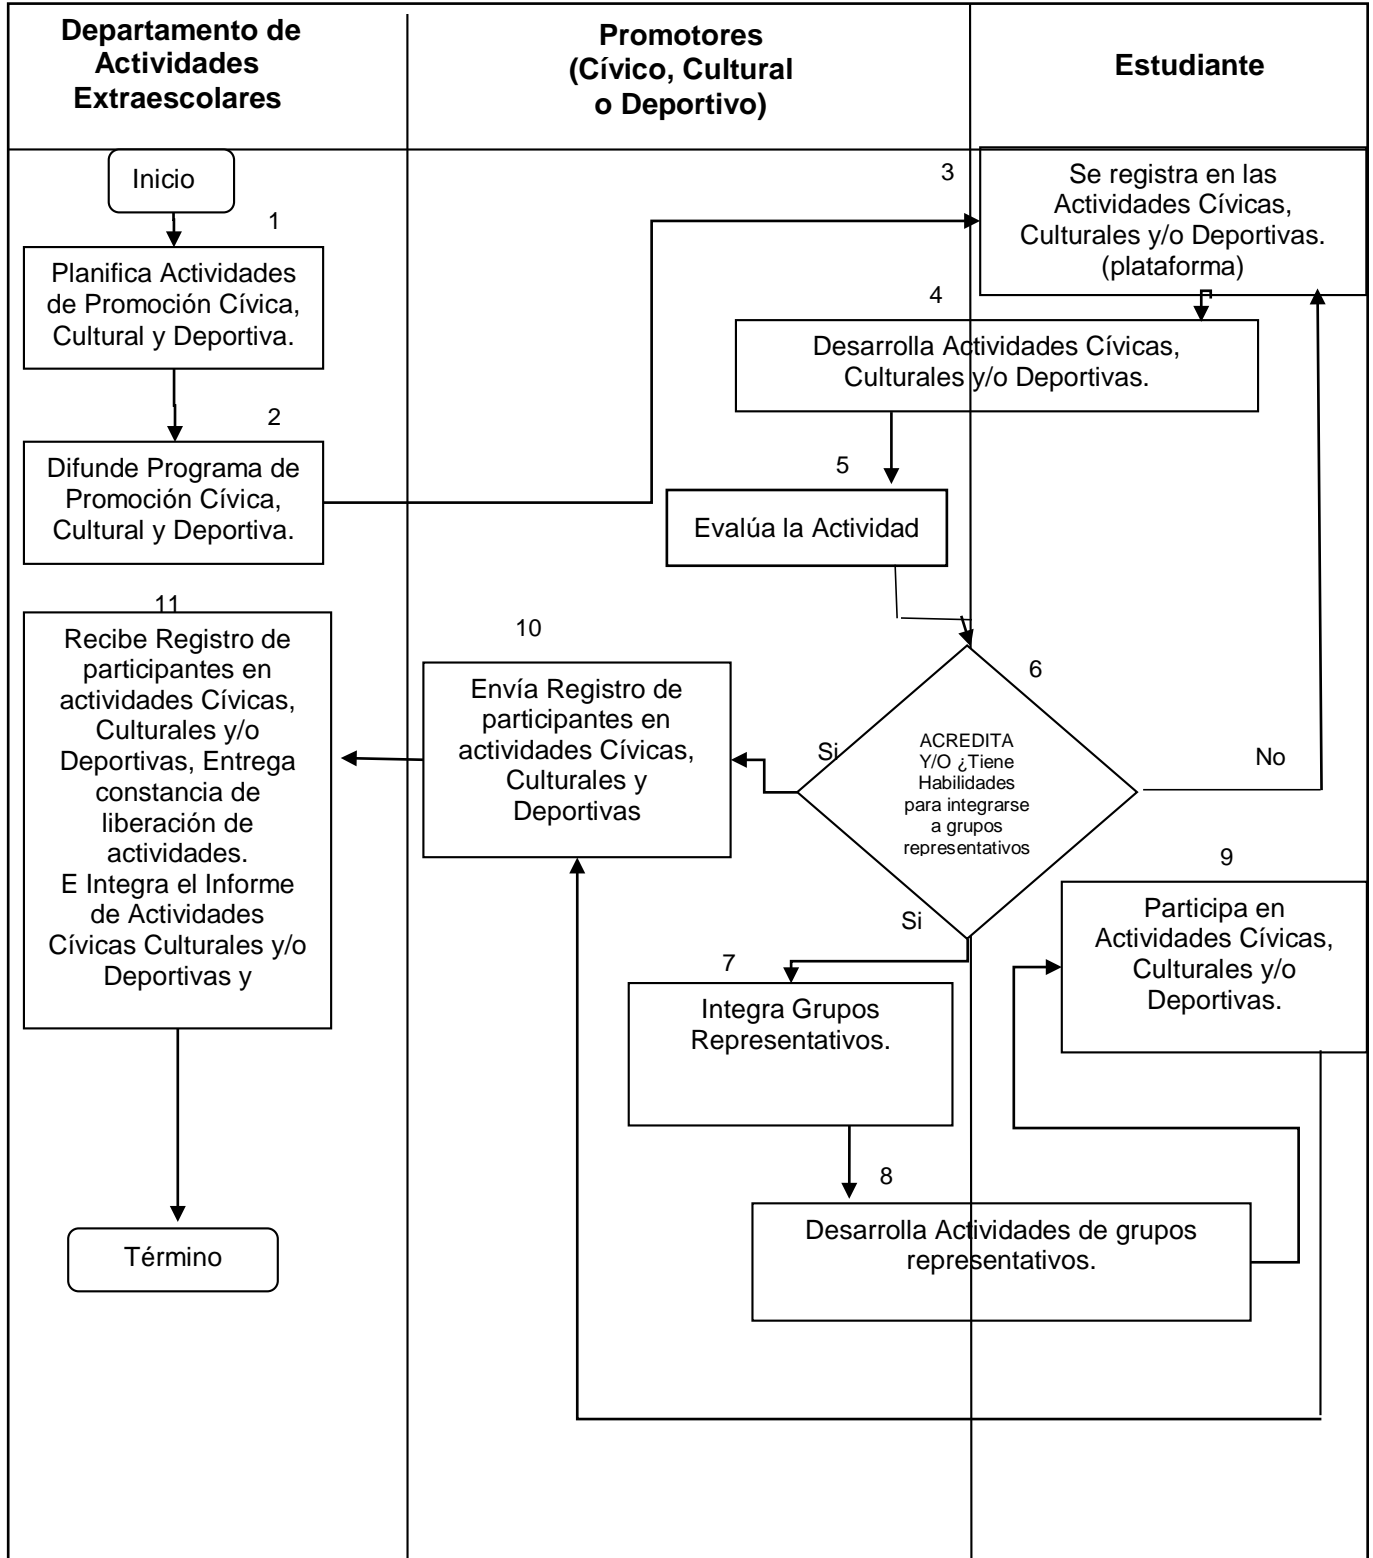 Departamento de
Actividades
Extraescolares
Promotores
(Cívico, Cultural
o Deportivo)
Estudiante
Inicio
1
Planifica Actividades
de Promoción Cívica,
Cultural y Deportiva.
2
Difunde Programa de
Promoción Cívica,
Cultural y Deportiva.
3
Se registra en las
Actividades Cívicas,
Culturales y/o Deportivas.
(plataforma)
4
Desarrolla Actividades Cívicas,
Culturales y/o Deportivas.
5
Evalúa la Actividad
6
ACREDITA
Y/O ¿Tiene
Habilidades
para integrarse
a grupos
representativos
Si
No
Si
7
Integra Grupos
Representativos.
8
Desarrolla Actividades de grupos
representativos.
9
Participa en
Actividades Cívicas,
Culturales y/o
Deportivas.
10
Envía Registro de
participantes en
actividades Cívicas,
Culturales y
Deportivas
11
Recibe Registro de
participantes en
actividades Cívicas,
Culturales y/o
Deportivas, Entrega
constancia de
liberación de
actividades.
E Integra el Informe
de Actividades
Cívicas Culturales y/o
Deportivas y
Término